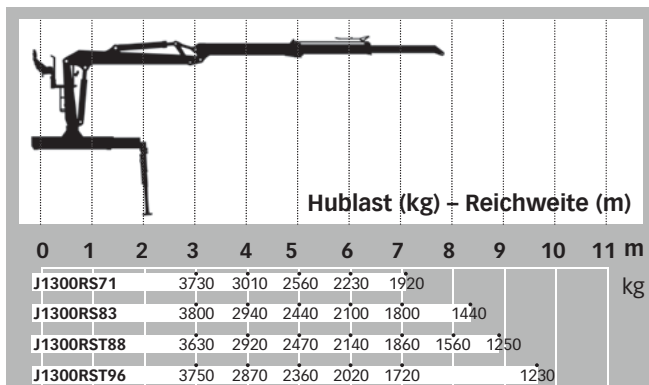 Hublast (kg) – Reichweite (m)
0 1 2 3 4 5 6 7 8 9 10 11 m
kg
J1300RS71 3730 3010 2560 2230 1920
J1300RS83 3800 2940 2440 2100 1800 1440
J1300RST88 3630 2920 2470 2140 1860 1560 1250
J1300RST96 3750 2870 2360 2020 1720 1230